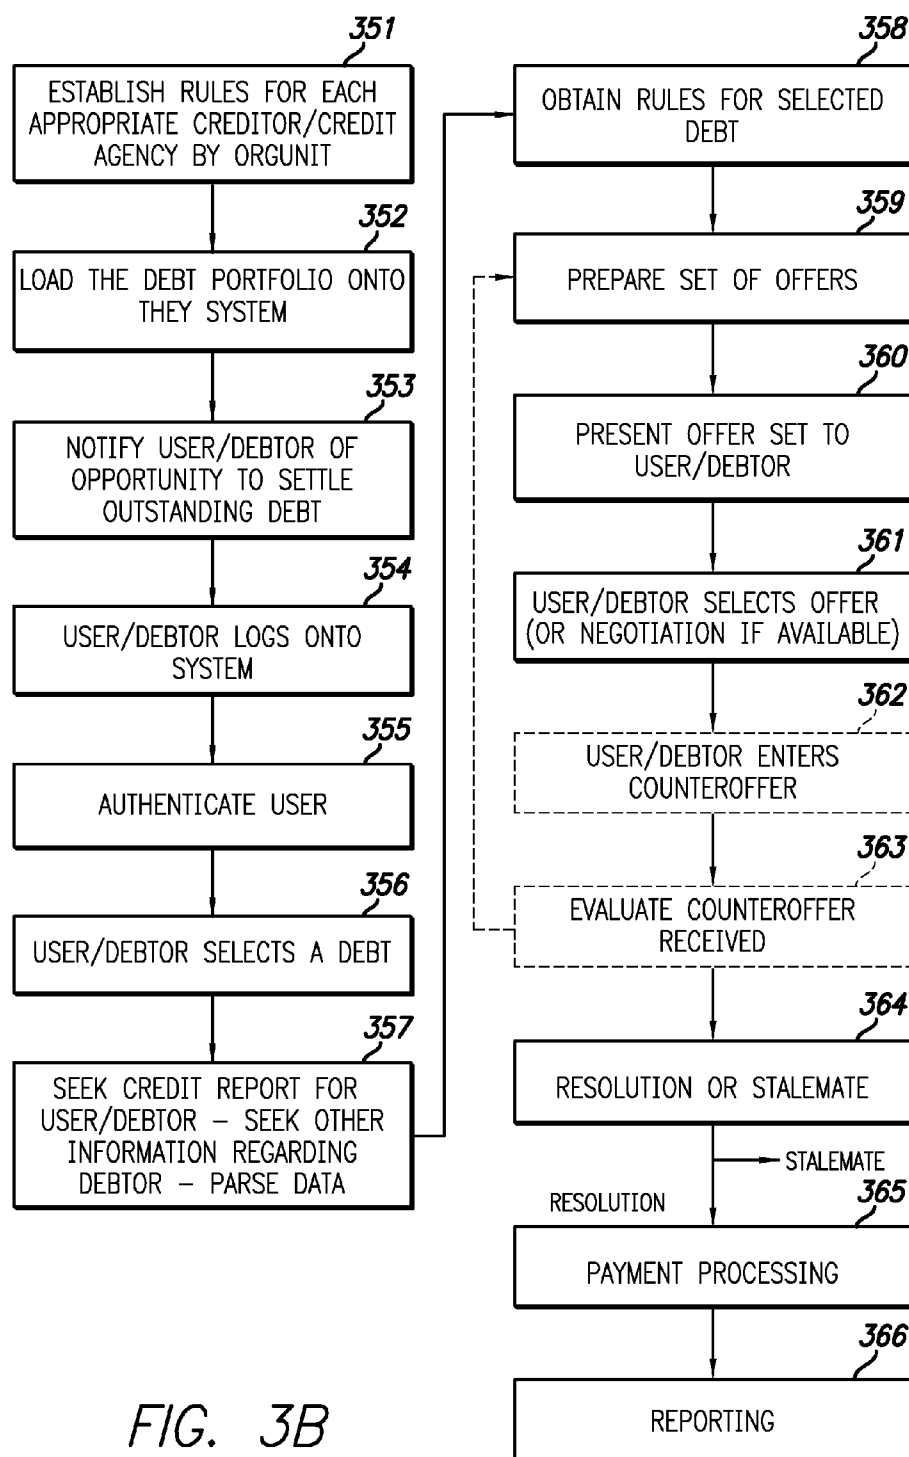 351
ESTABLISH RULES FOR EACH
APPROPRIATE CREDITOR/CREDIT
AGENCY BY ORGUNIT
352
LOAD THE DEBT PORTFOLIO ONTO
THEY SYSTEM
353
NOTIFY USER/DEBTOR OF
OPPORTUNITY TO SETTLE
OUTSTANDING DEBT
354
USER/DEBTOR LOGS ONTO
SYSTEM
355
AUTHENTICATE USER
356
USER/DEBTOR SELECTS A DEBT
357
SEEK CREDIT REPORT FOR
USER/DEBTOR – SEEK OTHER
INFORMATION REGARDING
DEBTOR – PARSE DATA
358
OBTAIN RULES FOR SELECTED
DEBT
359
PREPARE SET OF OFFERS
360
PRESENT OFFER SET TO
USER/DEBTOR
361
USER/DEBTOR SELECTS OFFER
(OR NEGOTIATION IF AVAILABLE)
362
USER/DEBTOR ENTERS
COUNTEROFFER
363
EVALUATE COUNTEROFFER
RECEIVED
364
RESOLUTION OR STALEMATE
STALEMATE
RESOLUTION
365
PAYMENT PROCESSING
366
REPORTING
FIG. 3B